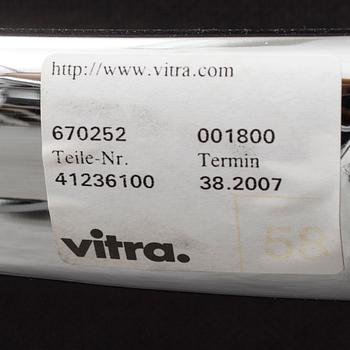 http://www.vitra.com
670252 001800
Teile-Nr. Termin
41236100 38.2007
vitra. 58